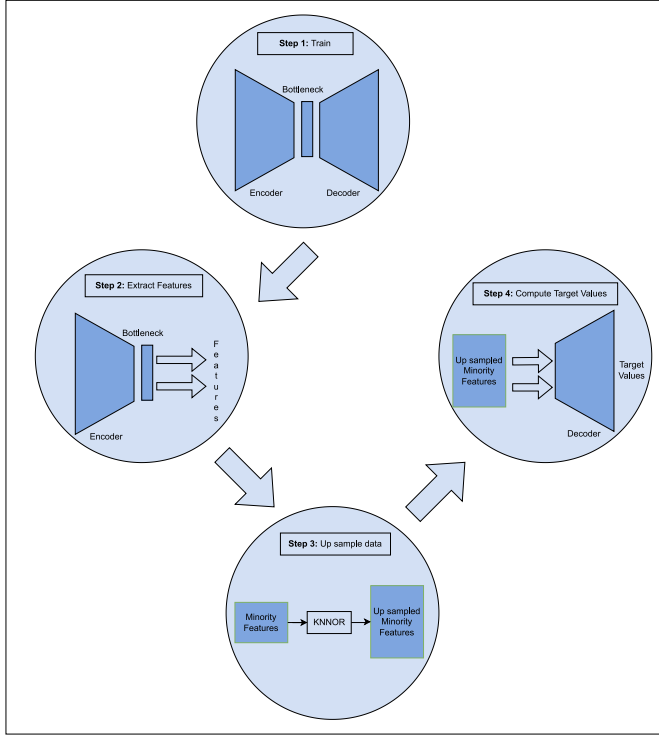 Step 1: Train
Bottleneck
Encoder
Decoder
Step 2: Extract Features
Bottleneck
Features
Encoder
Step 3: Up sample data
Minority
Features
KNNOR
Up sampled
Minority
Features
Step 4: Compute Target Values
Up sampled
Minority
Features
Target
Values
Decoder